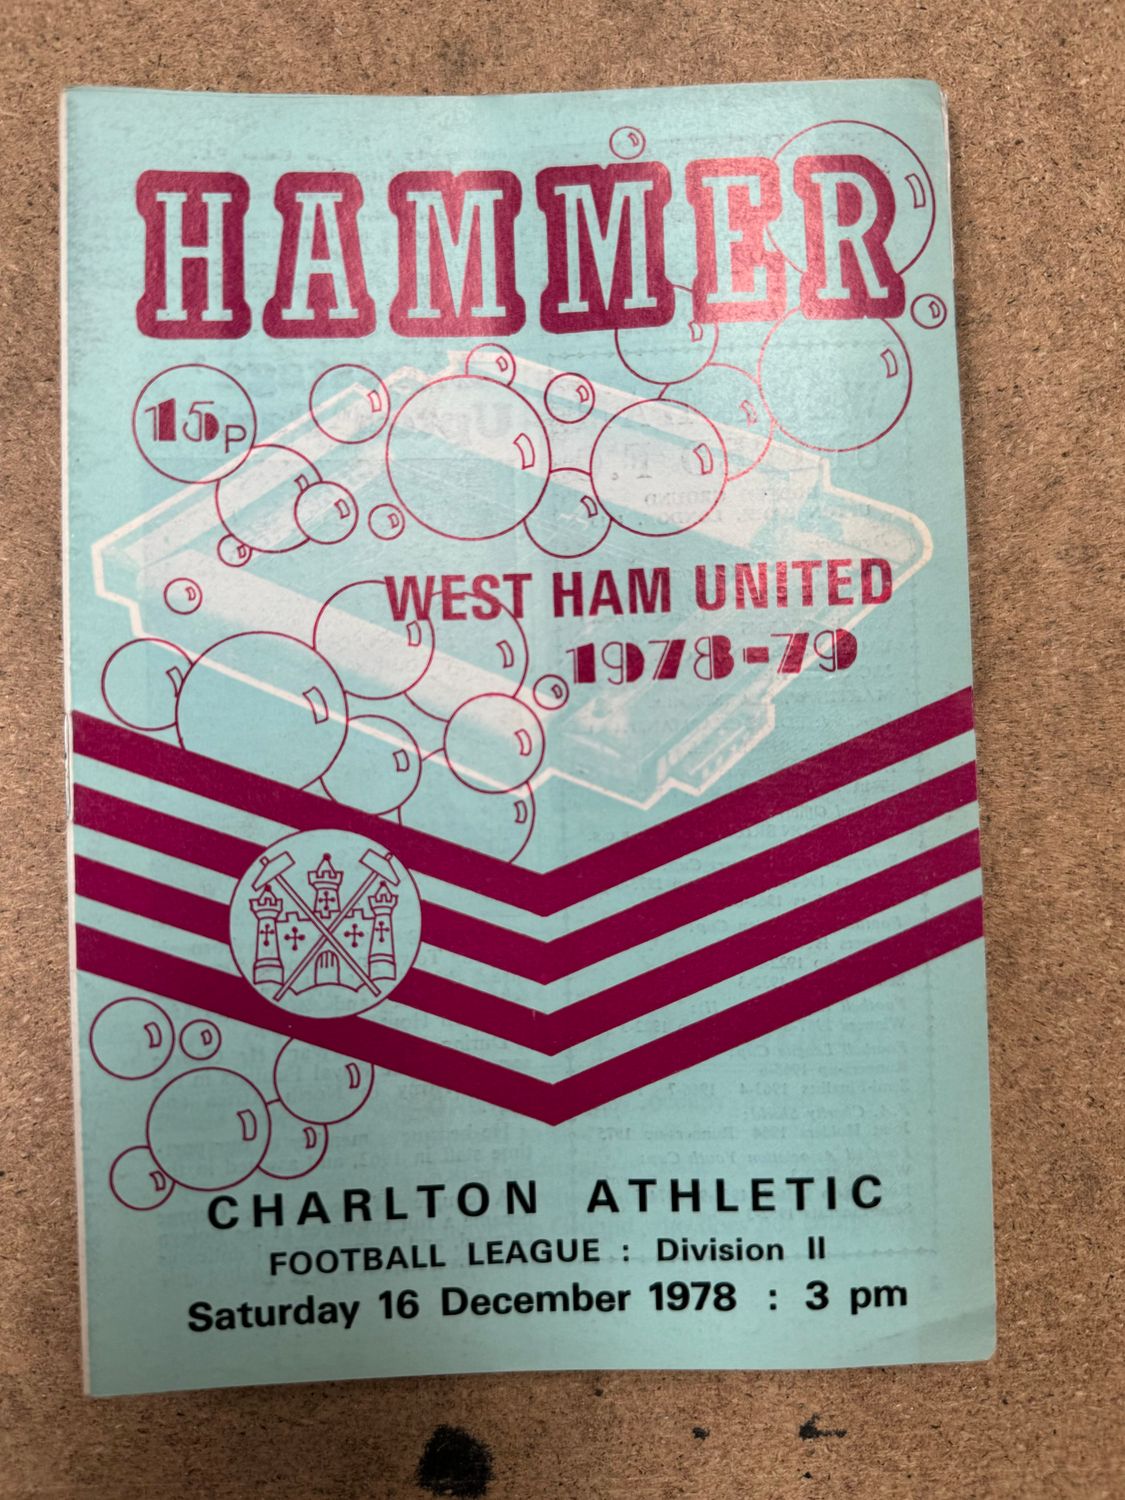 HAMMER
15p
WEST HAM UNITED
1978-79
CHARLTON ATHLETIC
FOOTBALL LEAGUE : Division II
Saturday 16 December 1978 : 3 pm